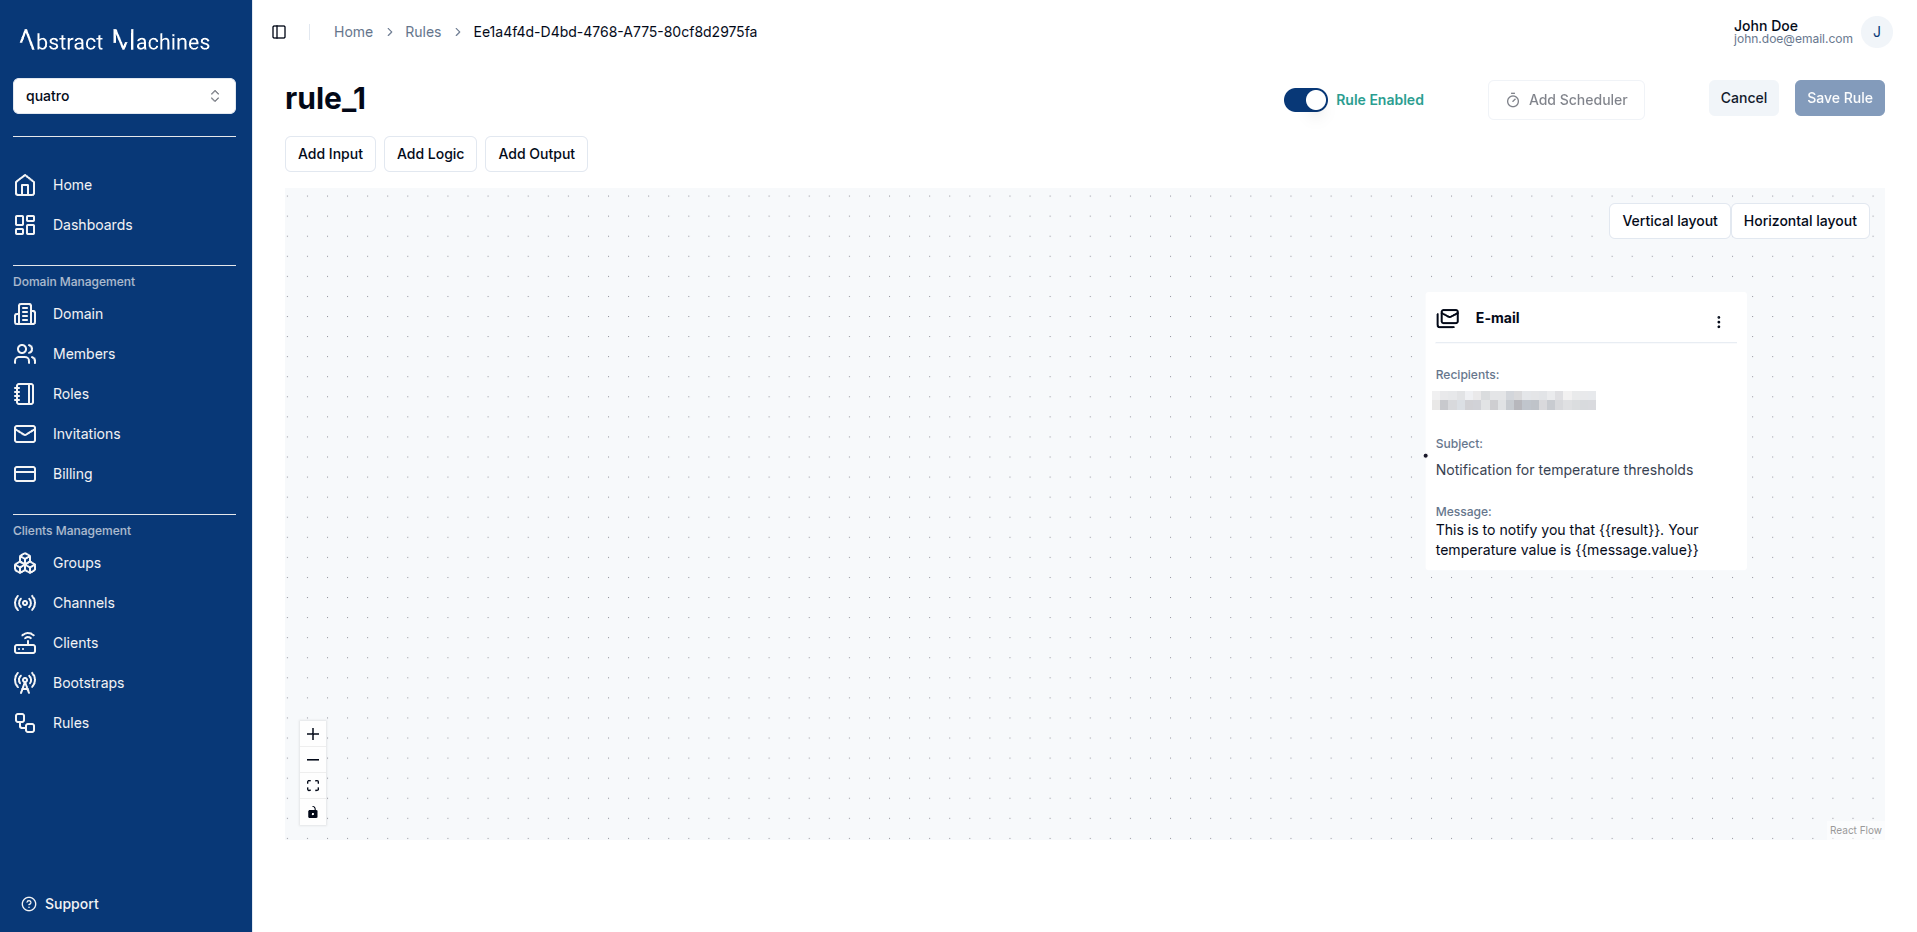 Abstract Machines
quatro
Home
Dashboards
Domain Management
Domain
Members
Roles
Invitations
Billing
Clients Management
Groups
Channels
Clients
Bootstraps
Rules
Support
Home > Rules > Ee1a4f4d-D4bd-4768-A775-80cf8d2975fa
John Doe
john.doe@email.com
J
rule_1
Rule Enabled
Add Scheduler
Cancel
Save Rule
Add Input
Add Logic
Add Output
Vertical layout
Horizontal layout
E-mail
Recipients:
Subject:
Notification for temperature thresholds
Message:
This is to notify you that {{result}}. Your
temperature value is {{message.value}}
React Flow